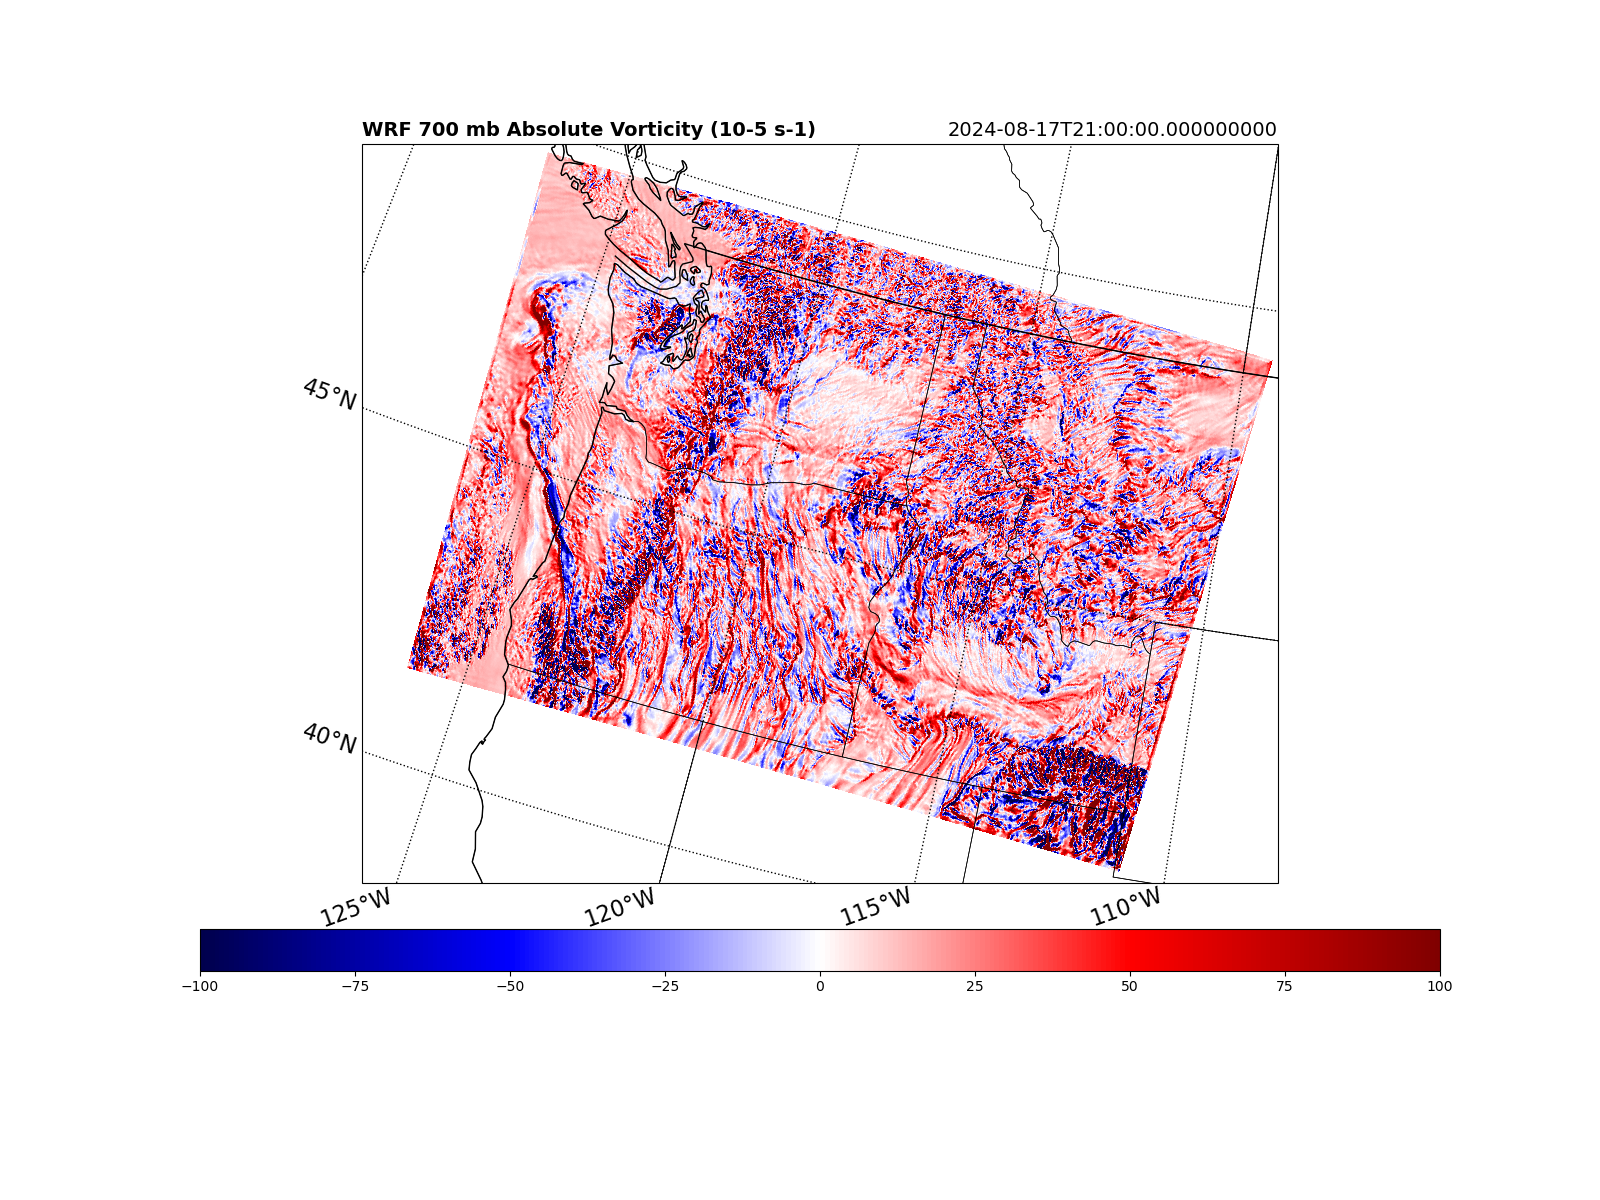 WRF 700 mb Absolute Vorticity (10-5 s-1)
2024-08-17T21:00:00.000000000
45°N
40°N
125°W
120°W
115°W
110°W
−100
−75
−50
−25
0
25
50
75
100